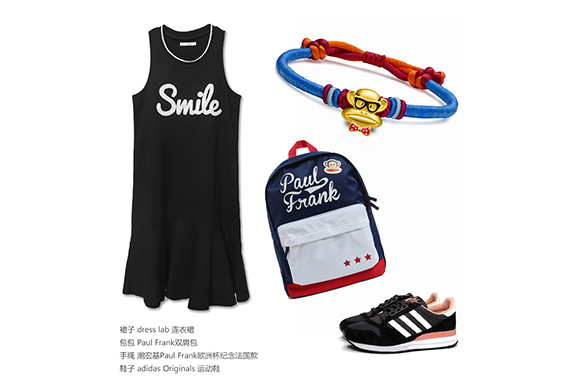 Smile
Paul
Frank
裙子 dress lab 连衣裙
包包 Paul Frank双肩包
手绳 潮宏基Paul Frank欧洲杯纪念法国款
鞋子 adidas Originals 运动鞋